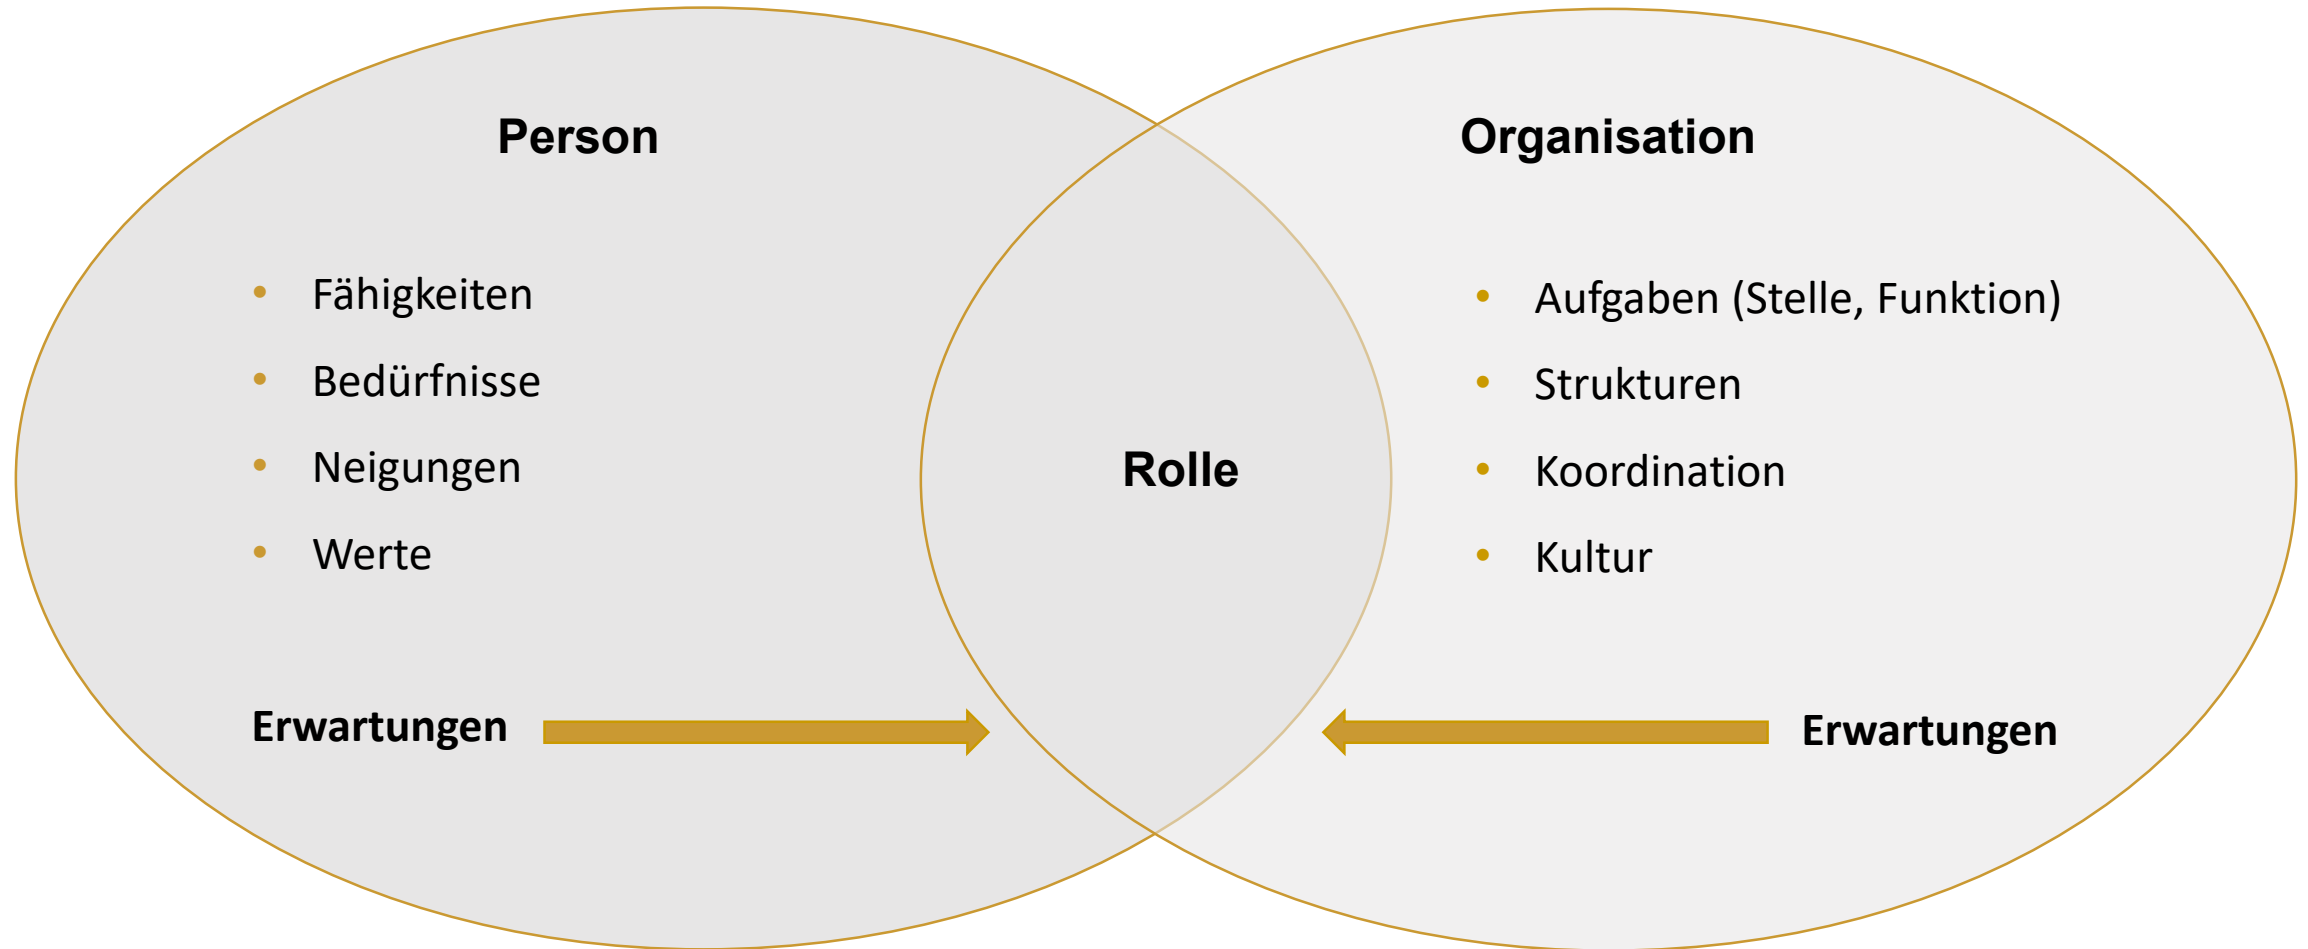 Person
• Fähigkeiten
• Bedürfnisse
• Neigungen
• Werte
Erwartungen
Rolle
Organisation
• Aufgaben (Stelle, Funktion)
• Strukturen
• Koordination
• Kultur
Erwartungen